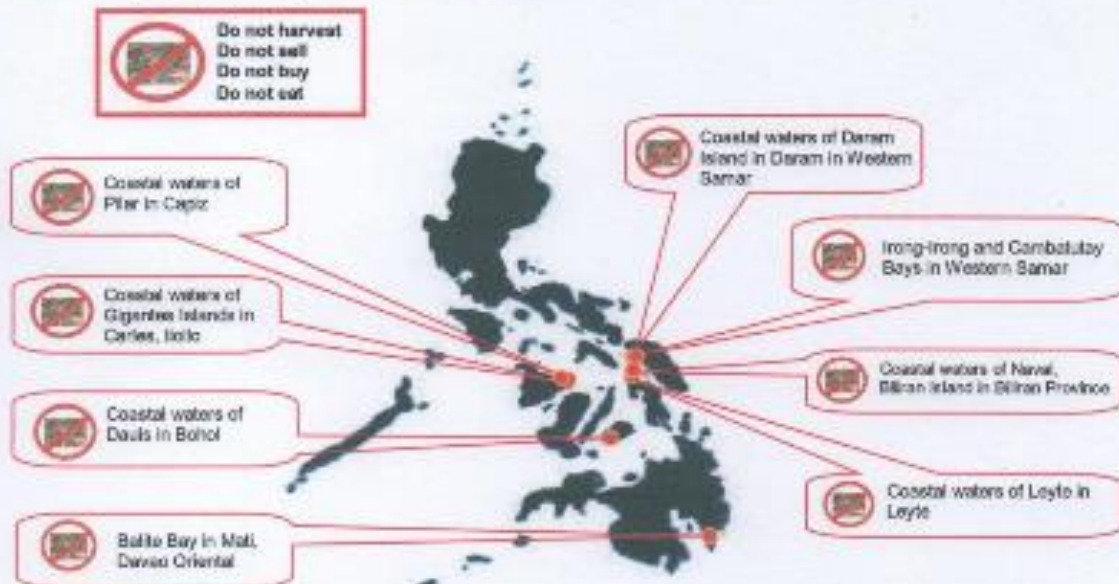 Do not harvest
Do not sell
Do not buy
Do not eat
Coastal waters of
Pilar in Capiz
Coastal waters of
Gigantes Islands in
Carles, Iloilo
Coastal waters of
Dauis in Bohol
Balite Bay in Mati,
Davao Oriental
Coastal waters of Daram
Island in Daram in Western
Samar
Irong-Irong and Cambatutay
Bays in Western Samar
Coastal waters of Naval,
Biliran Island in Biliran Province
Coastal waters of Leyte in
Leyte